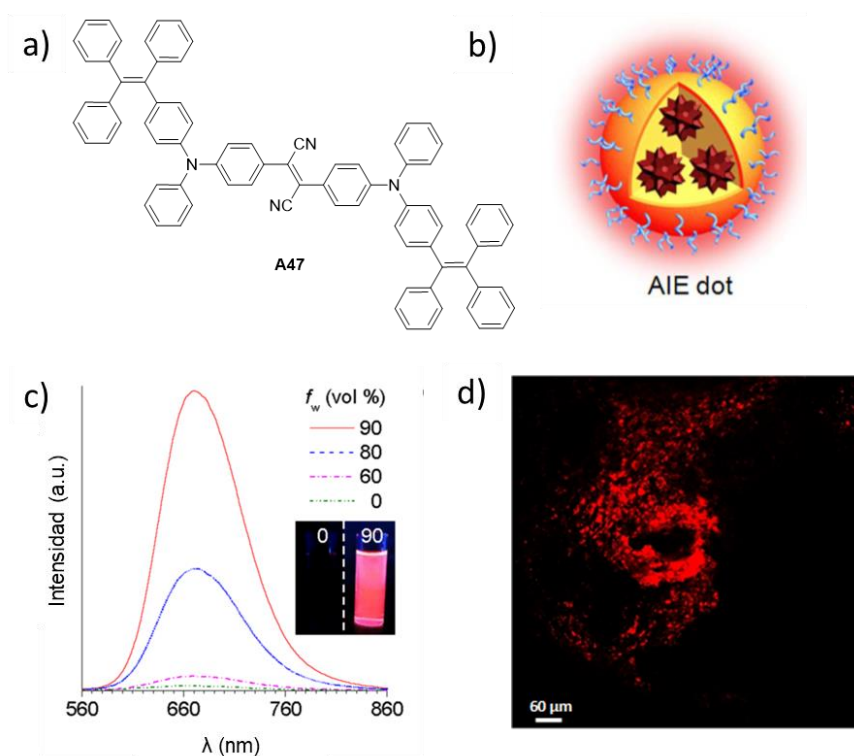 a)
CN
N
NC
N
A47
b)
AIE dot
c)
f_w (vol %)
90
80
60
0
0 90
Intensidad (a.u.)
560 660 760 860
λ (nm)
d)
60 µm